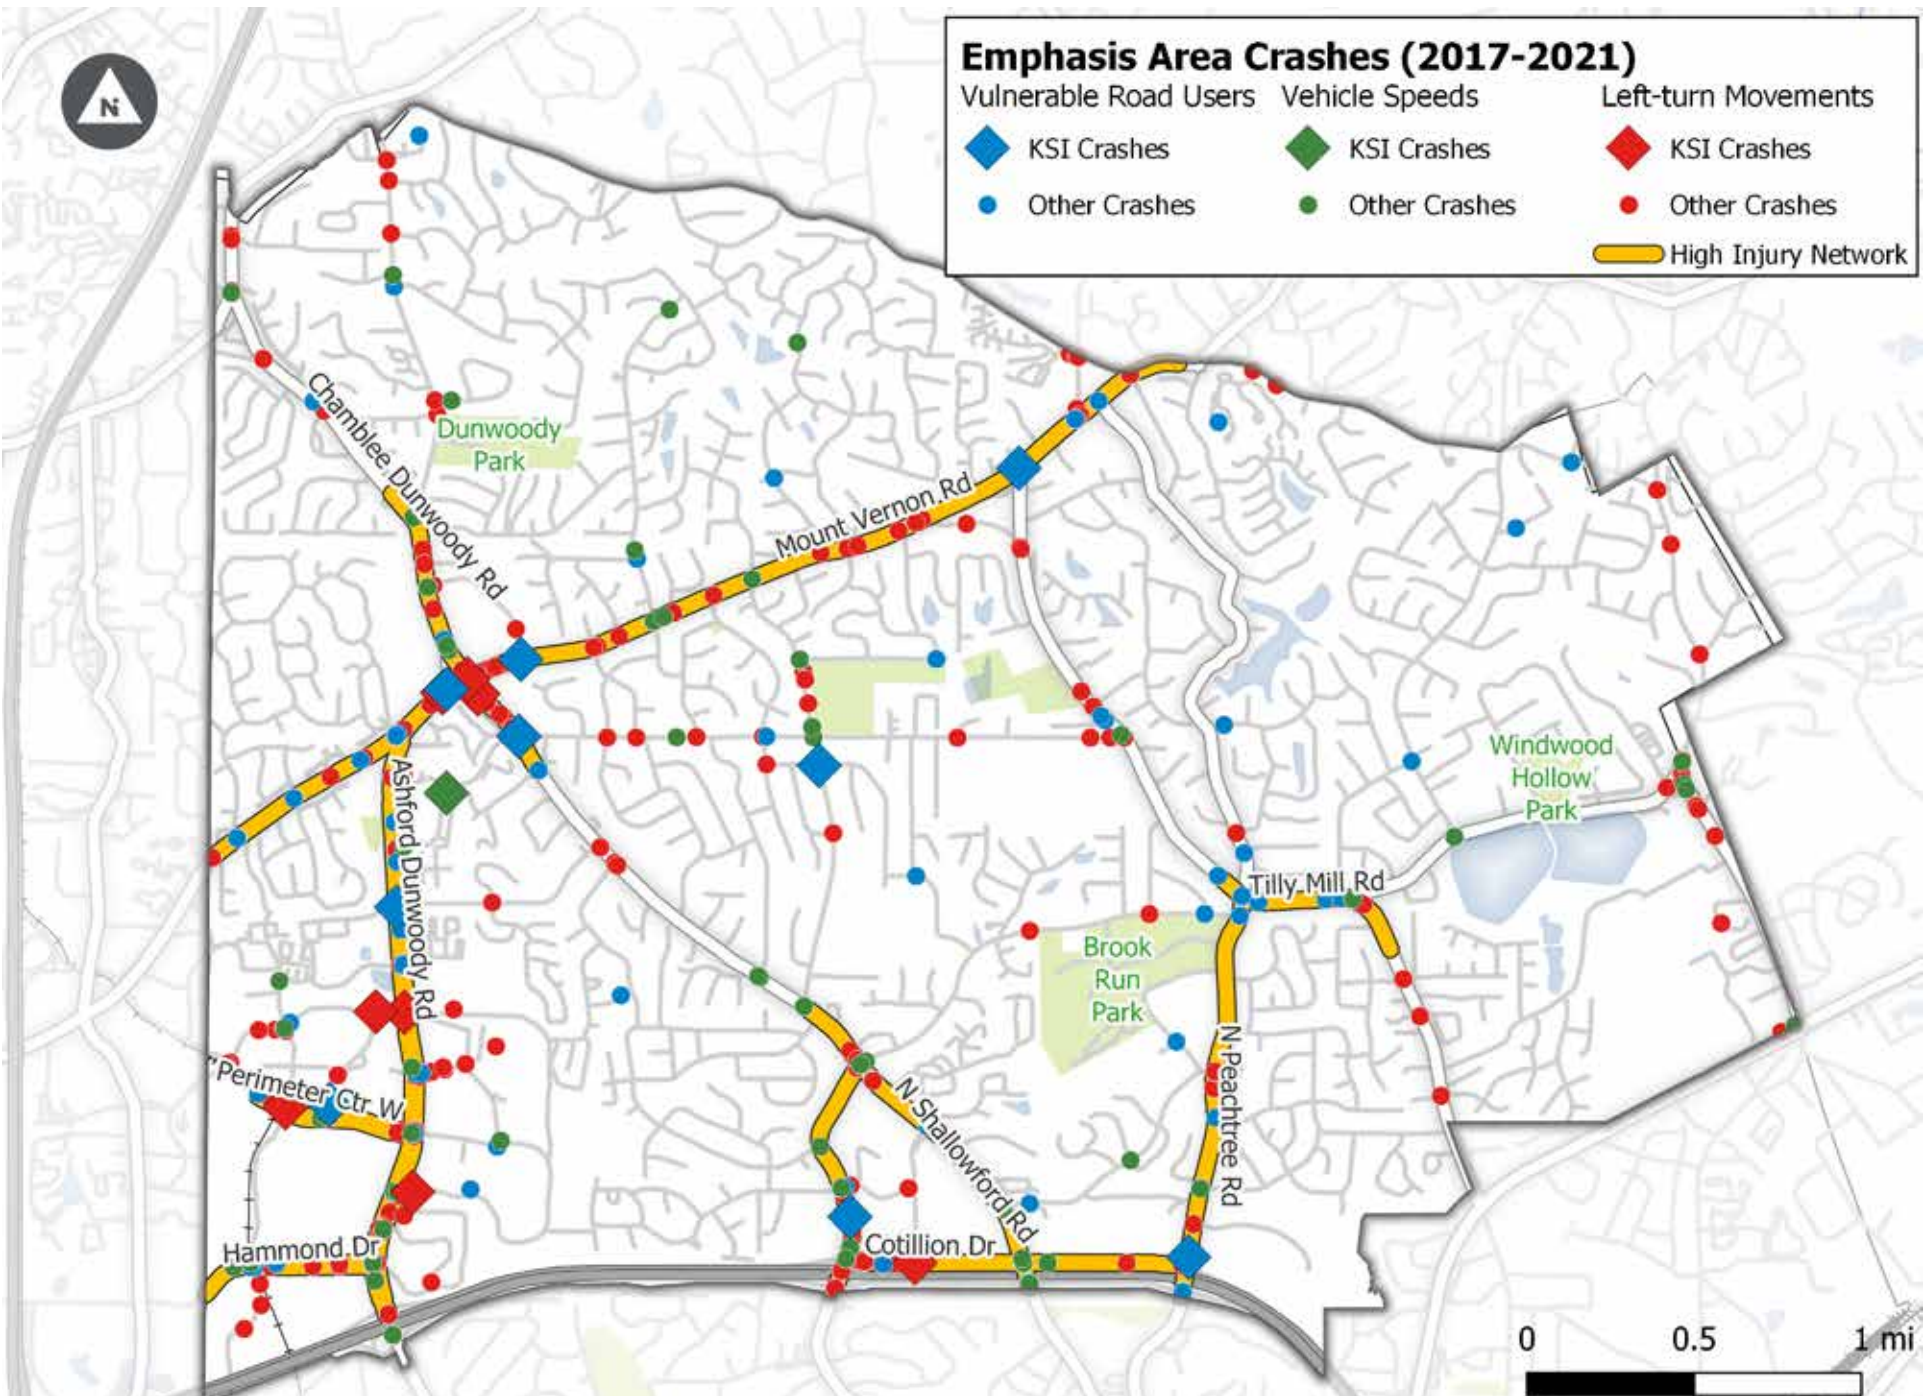 Emphasis Area Crashes (2017-2021)
Vulnerable Road Users Vehicle Speeds Left-turn Movements
KSI Crashes KSI Crashes KSI Crashes
Other Crashes Other Crashes Other Crashes
High Injury Network
N
Chamblee Dunwoody Rd
Dunwoody
Park
Mount Vernon Rd
Ashford Dunwoody Rd
Windwood
Hollow
Park
Tilly Mill Rd
Brook
Run
Park
Perimeter Ctr W
N Shallowford Rd
N Peachtree Rd
Hammond Dr
Cotillion Dr
0 0.5 1 mi